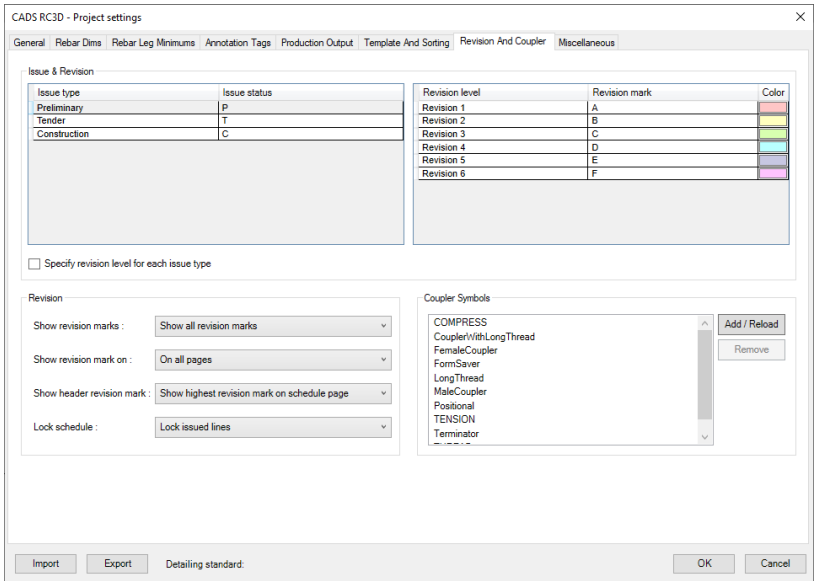 CADS RC3D - Project settings
General Rebar Dims Rebar Leg Minimums Annotation Tags Production Output Template And Sorting Revision And Coupler Miscellaneous
Issue & Revision
Issue type Issue status
Preliminary P
Tender T
Construction C
Revision level Revision mark Color
Revision 1 A
Revision 2 B
Revision 3 C
Revision 4 D
Revision 5 E
Revision 6 F
Specify revision level for each issue type
Revision
Show revision marks : Show all revision marks
Show revision mark on : On all pages
Show header revision mark : Show highest revision mark on schedule page
Lock schedule : Lock issued lines
Coupler Symbols
COMPRESS
CouplerWithLongThread
FemaleCoupler
FormSaver
LongThread
MaleCoupler
Positional
TENSION
Terminator
Add / Reload
Remove
Import Export Detailing standard: OK Cancel